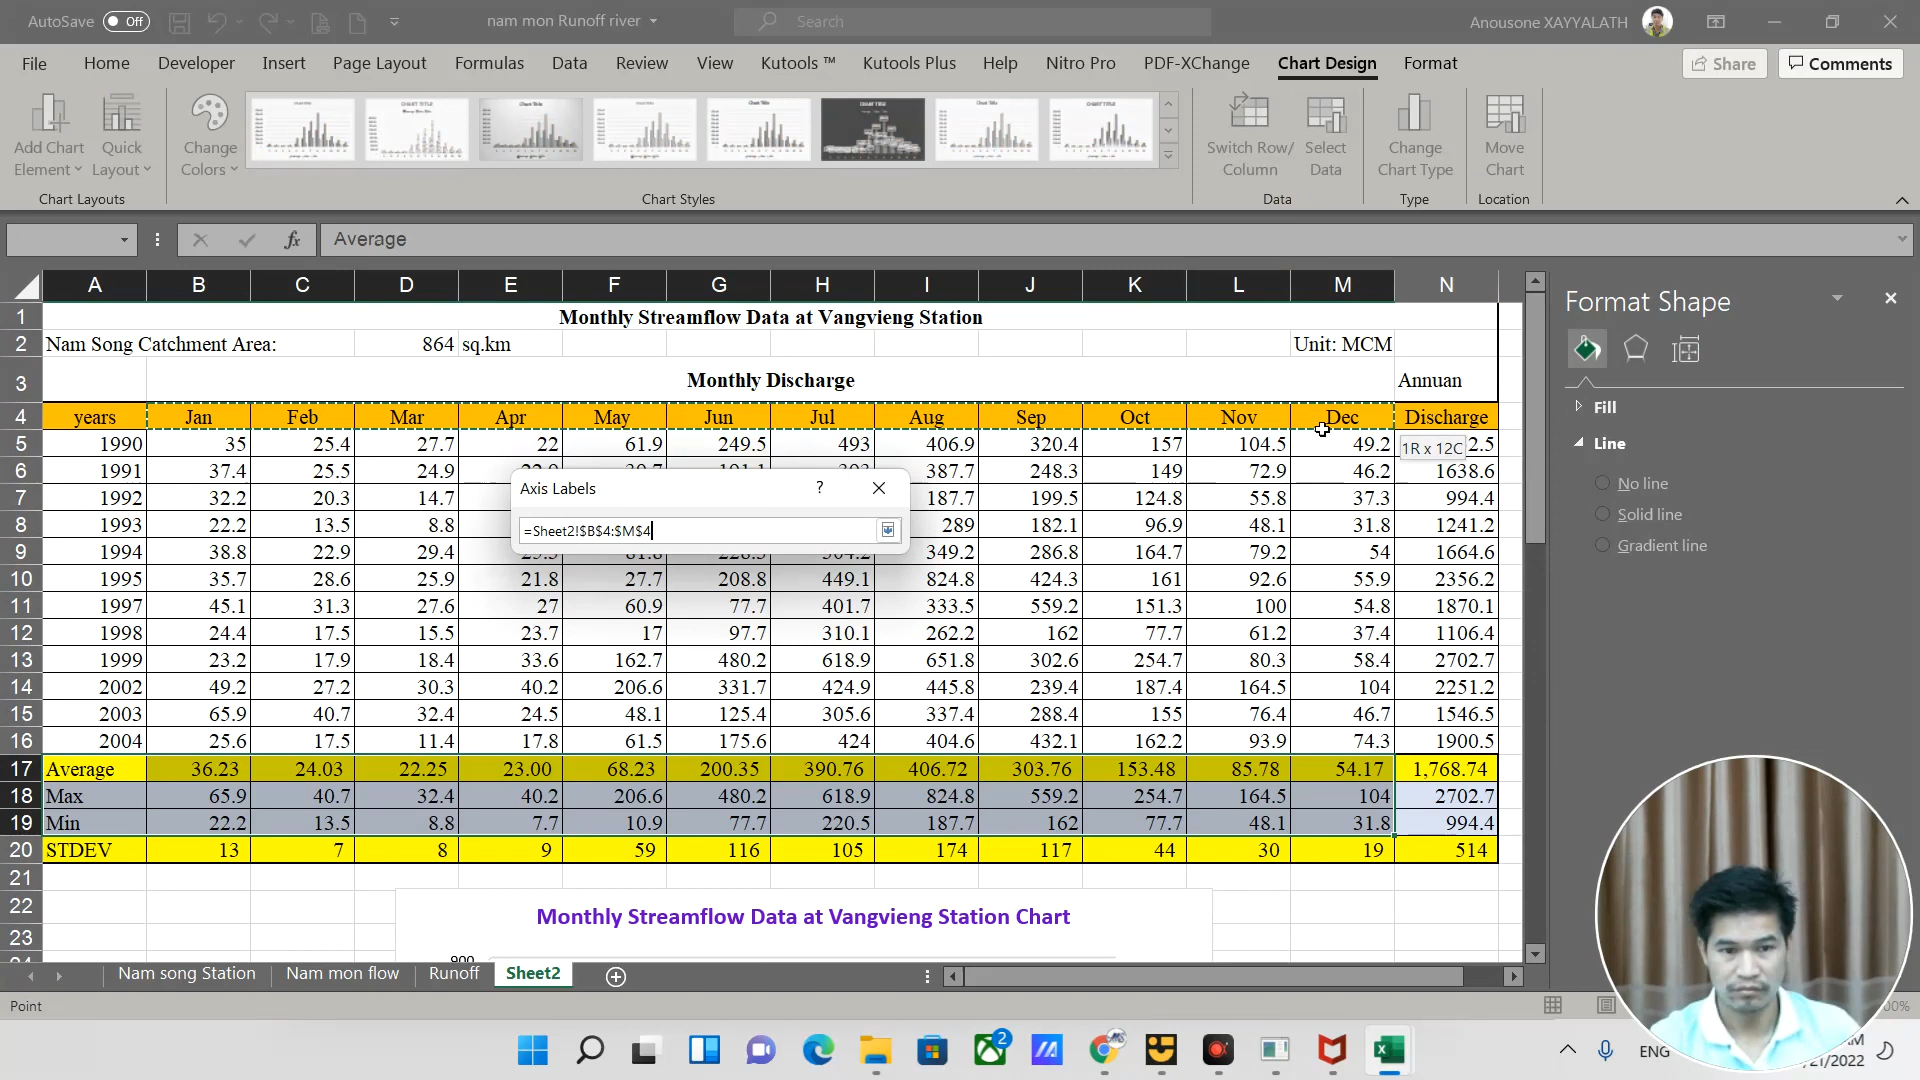 AutoSave Off nam mon Runoff river Search Anousone XAYYALATH
File Home Developer Insert Draw Page Layout Formulas Data Review View Kutools ™ Kutools Plus Help Nitro Pro PDF-XChange Chart Design Format Share Comments
Add Chart Element Quick Layout Change Colors Switch Row/ Column Select Data Change Chart Type Move Chart
Chart Layouts Chart Styles Data Type Location
fx Average
A B C D E F G H I J K L M N
1 Monthly Streamflow Data at Vangvieng Station
2 Nam Song Catchment Area: 864 sq.km Unit: MCM
3 Monthly Discharge Annuan
4 years Jan Feb Mar Apr May Jun Jul Aug Sep Oct Nov Dec Discharge
5 1990 35 25.4 27.7 22 61.9 249.5 493 406.9 320.4 157 104.5 49.2 2.5
1R x 12C
6 1991 37.4 25.5 24.9 387.7 248.3 149 72.9 46.2 1638.6
7 1992 32.2 20.3 14.7 187.7 199.5 124.8 55.8 37.3 994.4
8 1993 22.2 13.5 8.8 289 182.1 96.9 48.1 31.8 1241.2
9 1994 38.8 22.9 29.4 349.2 286.8 164.7 79.2 54 1664.6
10 1995 35.7 28.6 25.9 21.8 27.7 208.8 449.1 824.8 424.3 161 92.6 55.9 2356.2
11 1997 45.1 31.3 27.6 27 60.9 77.7 401.7 333.5 559.2 151.3 100 54.8 1870.1
12 1998 24.4 17.5 15.5 23.7 17 97.7 310.1 262.2 162 77.7 61.2 37.4 1106.4
13 1999 23.2 17.9 18.4 33.6 162.7 480.2 618.9 651.8 302.6 254.7 80.3 58.4 2702.7
14 2002 49.2 27.2 30.3 40.2 206.6 331.7 424.9 445.8 239.4 187.4 164.5 104 2251.2
15 2003 65.9 40.7 32.4 24.5 48.1 125.4 305.6 337.4 288.4 155 76.4 46.7 1546.5
16 2004 25.6 17.5 11.4 17.8 61.5 175.6 424 404.6 432.1 162.2 93.9 74.3 1900.5
17 Average 36.23 24.03 22.25 23.00 68.23 200.35 390.76 406.72 303.76 153.48 85.78 54.17 1,768.74
18 Max 65.9 40.7 32.4 40.2 206.6 480.2 618.9 824.8 559.2 254.7 164.5 104 2702.7
19 Min 22.2 13.5 8.8 7.7 10.9 77.7 220.5 187.7 162 77.7 48.1 31.8 994.4
20 STDEV 13 7 8 9 59 116 105 174 117 44 30 19 514
21
22 Monthly Streamflow Data at Vangvieng Station Chart
23
900
Axis Labels ?
=Sheet2!$B$4:$M$4
Format Shape
Fill
Line
No line
Solid line
Gradient line
Nam song Station Nam mon flow Runoff Sheet2
Point
2
ENG